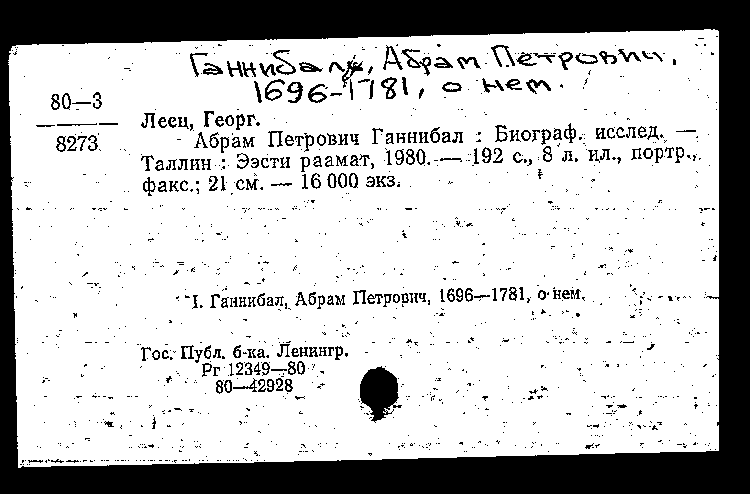 Ганнибал, Абрам Петрович,
1696-1781, о нем.
80—3
8273
Леец, Георг.
Абрам Петрович Ганнибал : Биограф. исслед. —
Таллин : Ээсти раамат, 1980. — 192 с., 8 л. ил., портр.,
факс.; 21 см. — 16 000 экз.
I. Ганнибал, Абрам Петрович, 1696—1781, о нем.
Гос. Публ. б-ка. Ленингр.
Рг 12349—80
80—42928